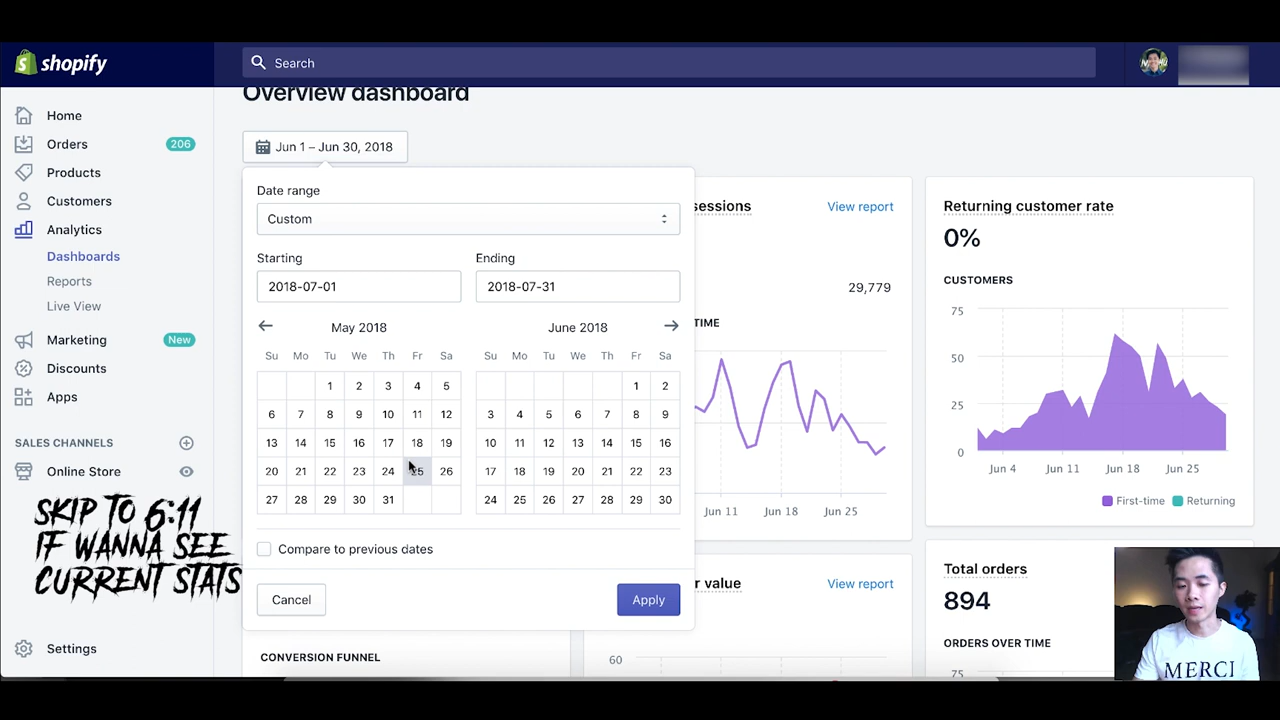 shopify
Search
Home
Orders
206
Products
Customers
Analytics
Dashboards
Reports
Live View
Marketing
New
Discounts
Apps
SALES CHANNELS
Online Store
SKIP TO 6:11
IF WANNA SEE
CURRENT STATS
Settings
Overview dashboard
Jun 1 – Jun 30, 2018
Date range
Custom
Starting
Ending
2018-07-01
2018-07-31
May 2018
Su Mo Tu We Th Fr Sa
1 2 3 4 5
6 7 8 9 10 11 12
13 14 15 16 17 18 19
20 21 22 23 24 25 26
27 28 29 30 31
June 2018
Su Mo Tu We Th Fr Sa
1 2
3 4 5 6 7 8 9
10 11 12 13 14 15 16
17 18 19 20 21 22 23
24 25 26 27 28 29 30
Compare to previous dates
Cancel
Apply
CONVERSION FUNNEL
sessions
View report
29,779
TIME
Jun 11 Jun 18 Jun 25
r value
View report
60
Returning customer rate
0%
CUSTOMERS
75
50
25
0
Jun 4 Jun 11 Jun 18 Jun 25
First-time Returning
Total orders
894
ORDERS OVER TIME
75
MERCI